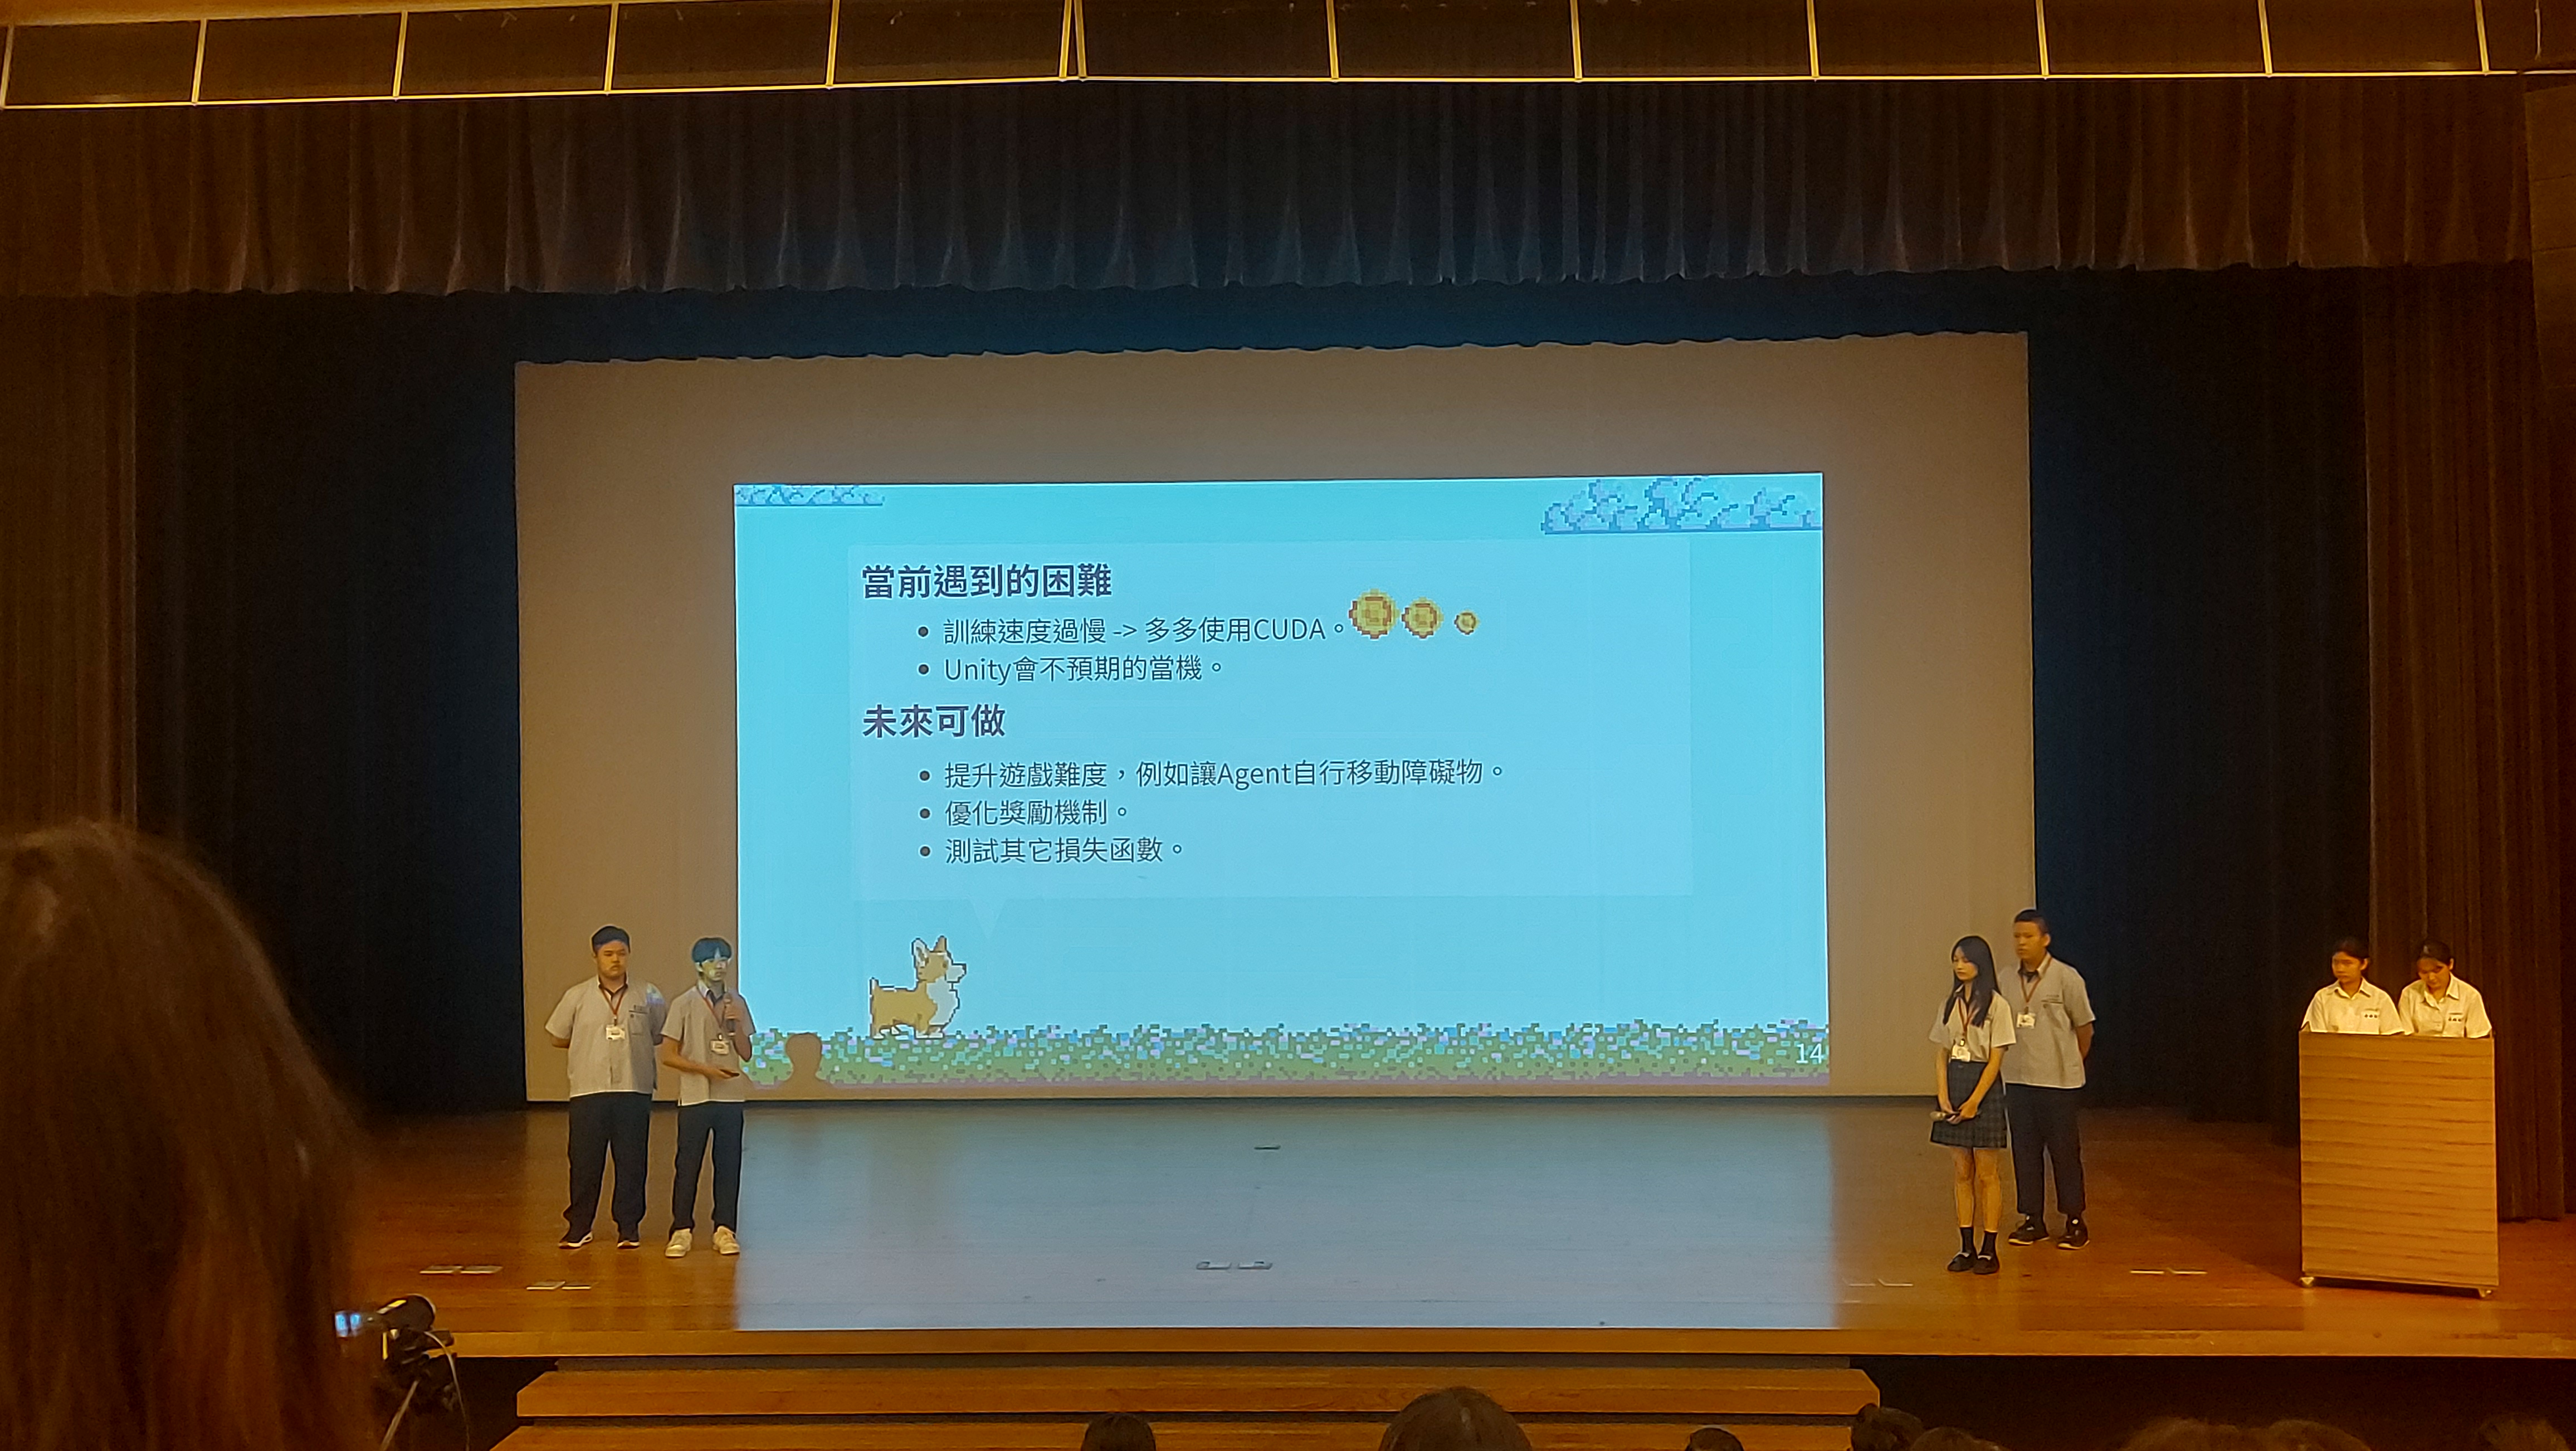 當前遇到的困難
• 訓練速度過慢 -> 多多使用CUDA。
• Unity會不預期的當機。
未來可做
• 提升遊戲難度，例如讓Agent自行移動障礙物。
• 優化獎勵機制。
• 測試其它損失函數。
14